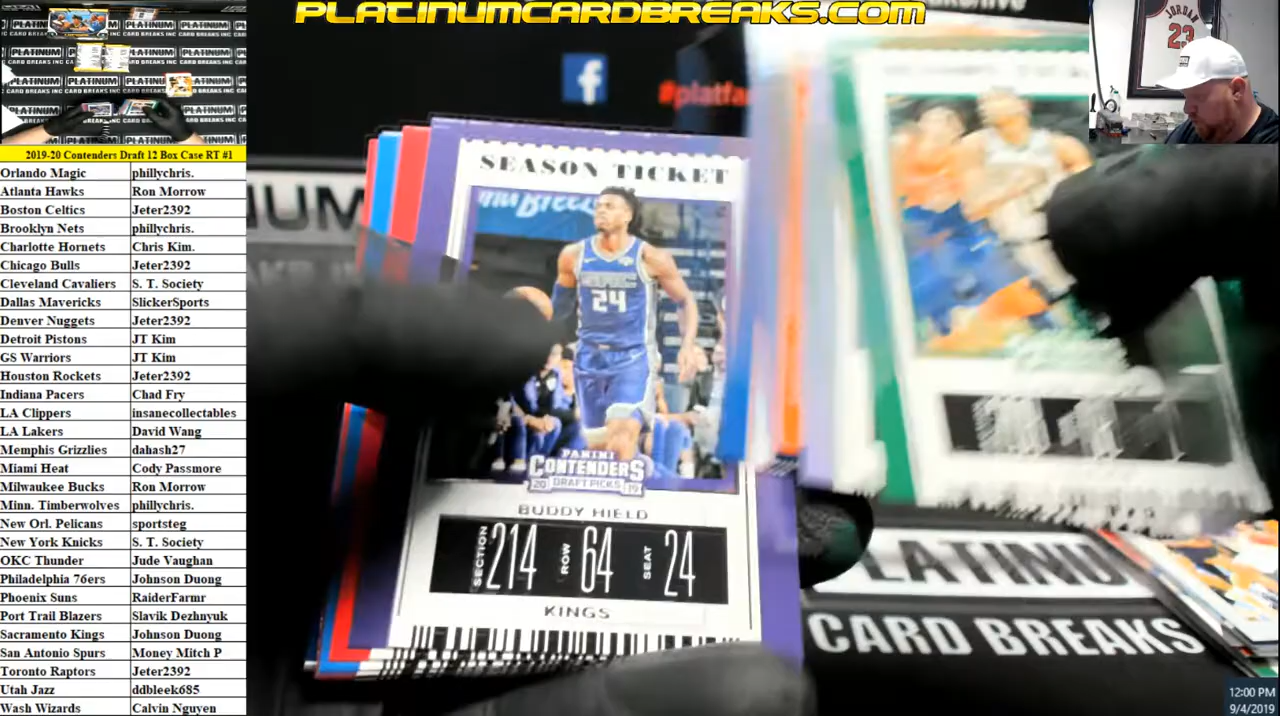 PLATINUMCARDBREAKS.COM
2019-20 Contenders Draft 12 Box Case RT #1
Orlando Magic phillychris.
Atlanta Hawks Ron Morrow
Boston Celtics Jeter2392
Brooklyn Nets phillychris.
Charlotte Hornets Chris Kim.
Chicago Bulls Jeter2392
Cleveland Cavaliers S. T. Society
Dallas Mavericks SlickerSports
Denver Nuggets Jeter2392
Detroit Pistons JT Kim
GS Warriors JT Kim
Houston Rockets Jeter2392
Indiana Pacers Chad Fry
LA Clippers insanecollectables
LA Lakers David Wang
Memphis Grizzlies dahash27
Miami Heat Cody Passmore
Milwaukee Bucks Ron Morrow
Minn. Timberwolves phillychris.
New Orl. Pelicans sportsteg
New York Knicks S. T. Society
OKC Thunder Jude Vaughan
Philadelphia 76ers Johnson Duong
Phoenix Suns RaiderFarmr
Port Trail Blazers Slavik Dezhnyuk
Sacramento Kings Johnson Duong
San Antonio Spurs Money Mitch P
Toronto Raptors Jeter2392
Utah Jazz ddbleek685
Wash Wizards Calvin Nguyen
#platfa
SEASON TICKET
24
PANINI
CONTENDERS
20 DRAFT PICKS 19
BUDDY HIELD
SECTION 214 ROW 64 SEAT 24
KINGS
JORDAN
23
PLATINU
CARD BREAKS
12:00 PM
9/4/2019